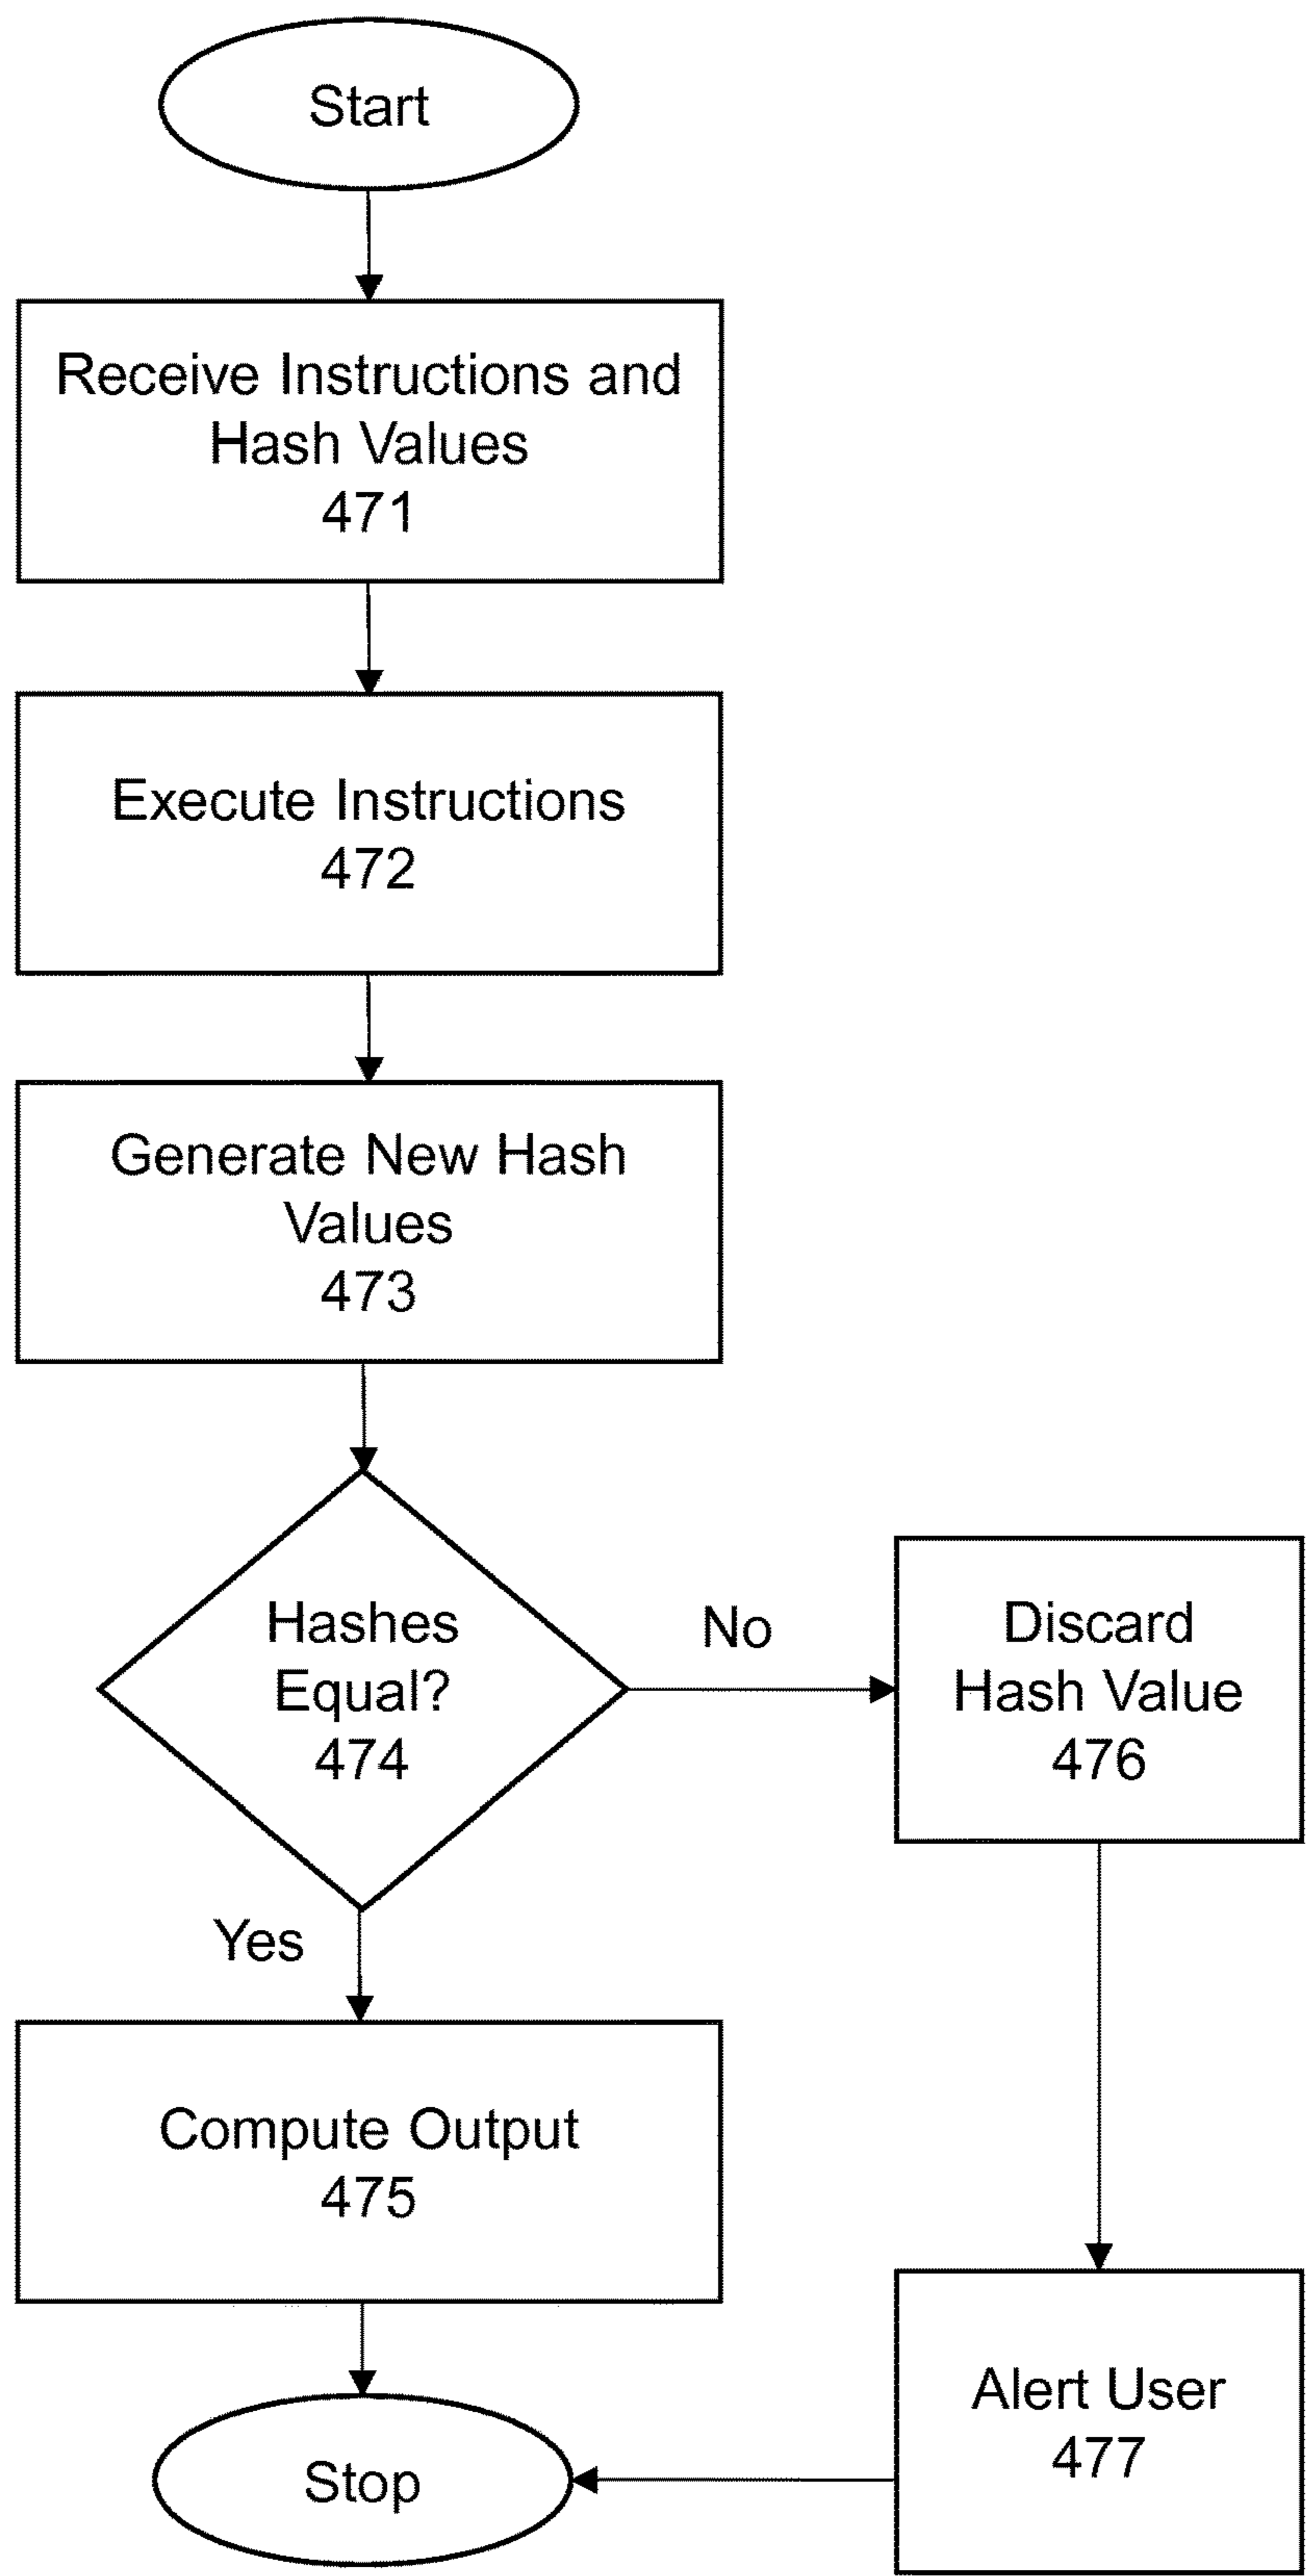 Start
Receive Instructions and
Hash Values
471
Execute Instructions
472
Generate New Hash
Values
473
Hashes
Equal?
474
No
Discard
Hash Value
476
Yes
Compute Output
475
Alert User
477
Stop